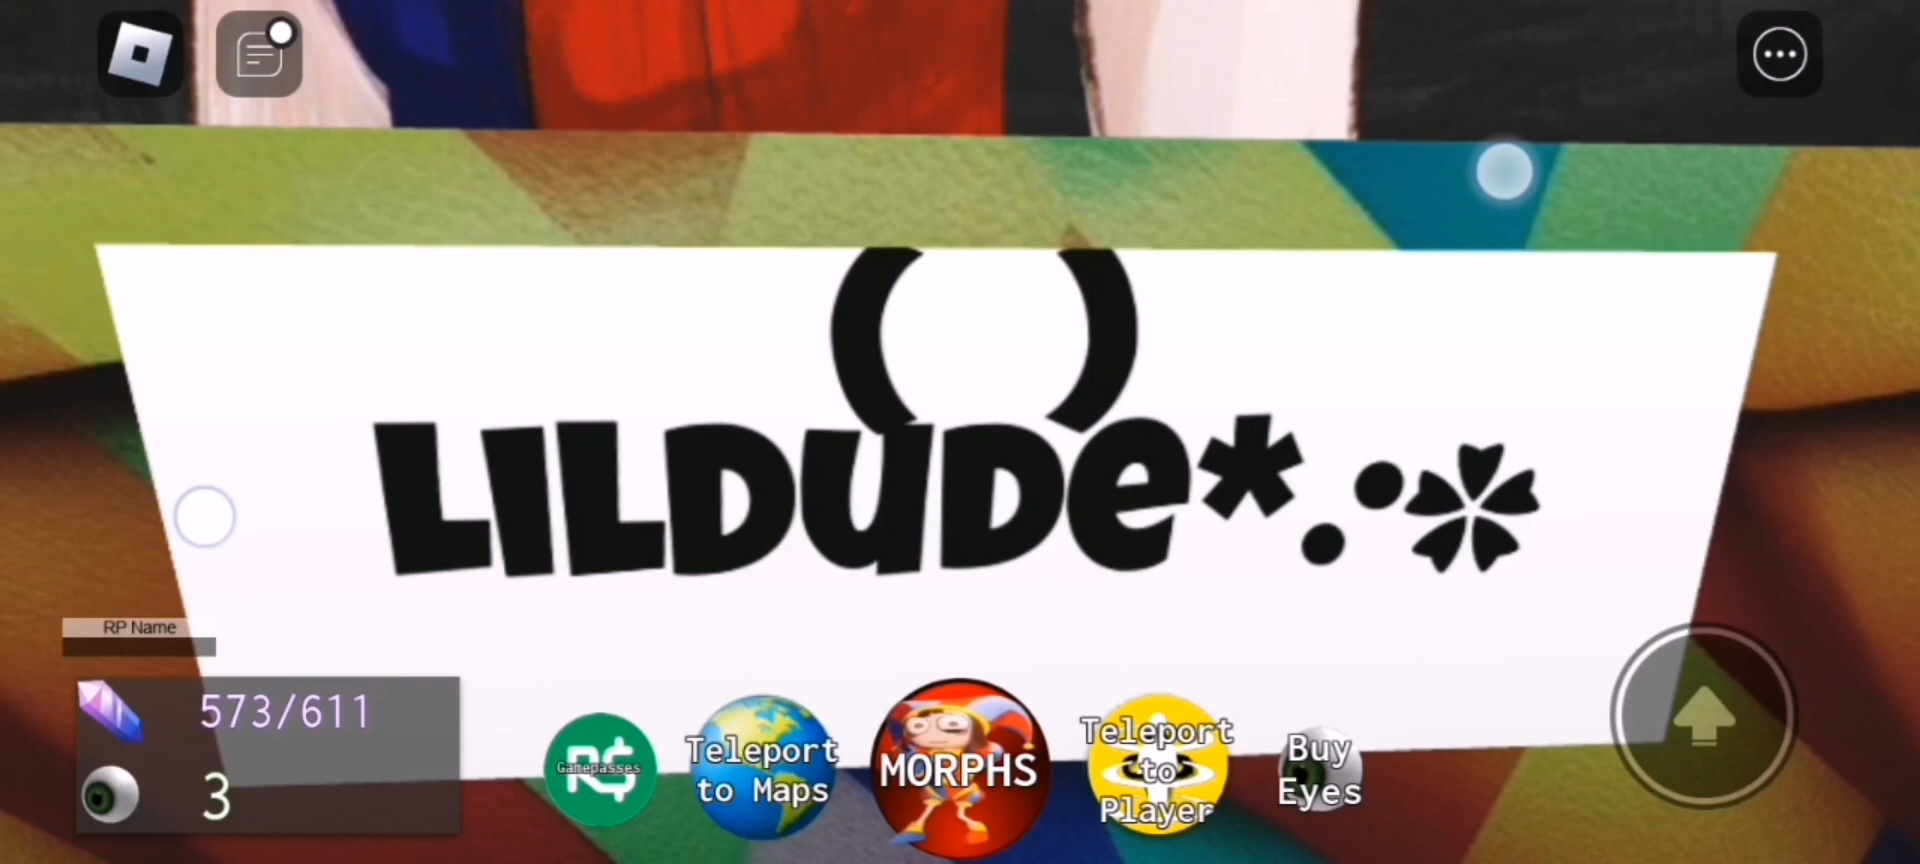 LILDUDE*.•✿
RP Name
573/611
3
Gamepasses
R$
Teleport
to Maps
MORPHS
Teleport
to
Player
Buy
Eyes